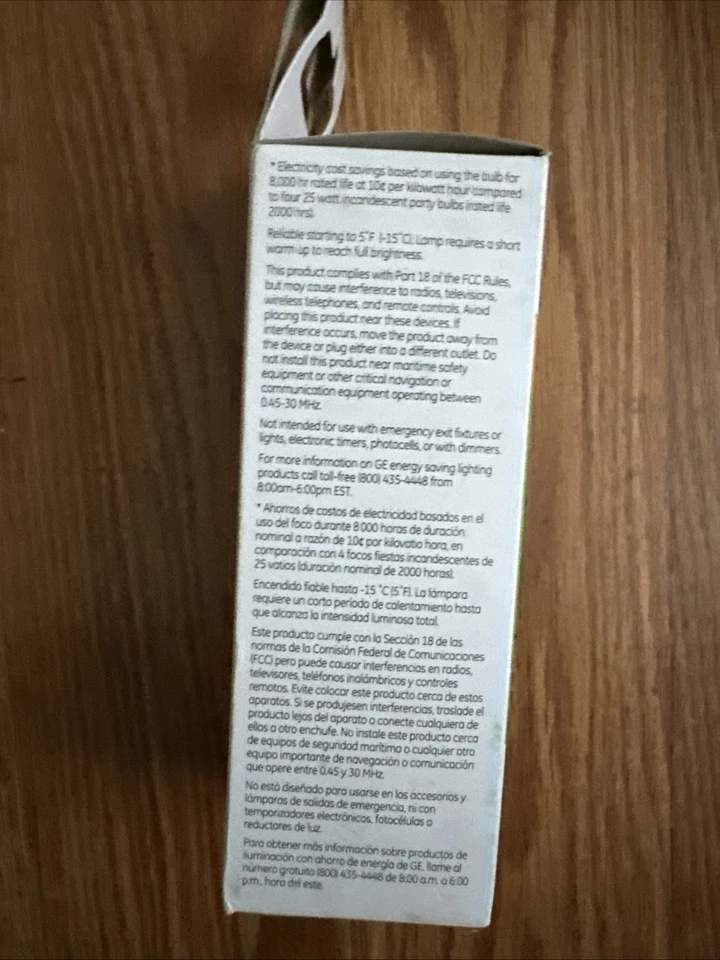 * Electricity cost savings based on using the bulb for
8,000 hr rated life at 10¢ per kilowatt hour compared
to four 25 watt incandescent party bulbs (rated life
2000 hrs).
Reliable starting to 5˚F (-15˚C). Lamp requires a short
warm up to reach full brightness.
This product complies with Part 18 of the FCC Rules,
but may cause interference to radios, televisions,
wireless telephones, and remote controls. Avoid
placing this product near these devices. If
interference occurs, move the product away from
the device or plug either into a different outlet. Do
not install this product near maritime safety
equipment or other critical navigation or
communication equipment operating between
0.45-30 MHz.
Not intended for use with emergency exit fixtures or
lights, electronic timers, photocells, or with dimmers.
For more information on GE energy saving lighting
products call toll-free (800) 435-4448 from
8:00am-6:00pm EST.
* Ahorros de costos de electricidad basados en el
uso del foco durante 8 000 horas de duración
nominal a razón de 10¢ por kilovatio hora, en
comparación con 4 focos fiestas incandescentes de
25 vatios (duración nominal de 2000 horas).
Encendido fiable hasta -15 ˚C (5˚F). La lámpara
requiere un corto período de calentamiento hasta
que alcanza la intensidad luminosa total.
Este producto cumple con la Sección 18 de las
normas de la Comisión Federal de Comunicaciones
(FCC) pero puede causar interferencias en radios,
televisores, teléfonos inalámbricos y controles
remotos. Evite colocar este producto cerca de estos
aparatos. Si se produjesen interferencias, traslade el
producto lejos del aparato o conecte cualquiera de
ellos a otro enchufe. No instale este producto cerca
de equipos de seguridad marítima o cualquier otro
equipo importante de navegación o comunicación
que opere entre 0.45 y 30 MHz.
No está diseñado para usarse en los accesorios y
lámparas de salidas de emergencia, ni con
temporizadores electrónicos, fotocélulas o
reductores de luz.
Para obtener más información sobre productos de
iluminación con ahorro de energía de GE, llame al
número gratuito (800) 435-4448 de 8:00 a.m. a 6:00
p.m. hora del este.